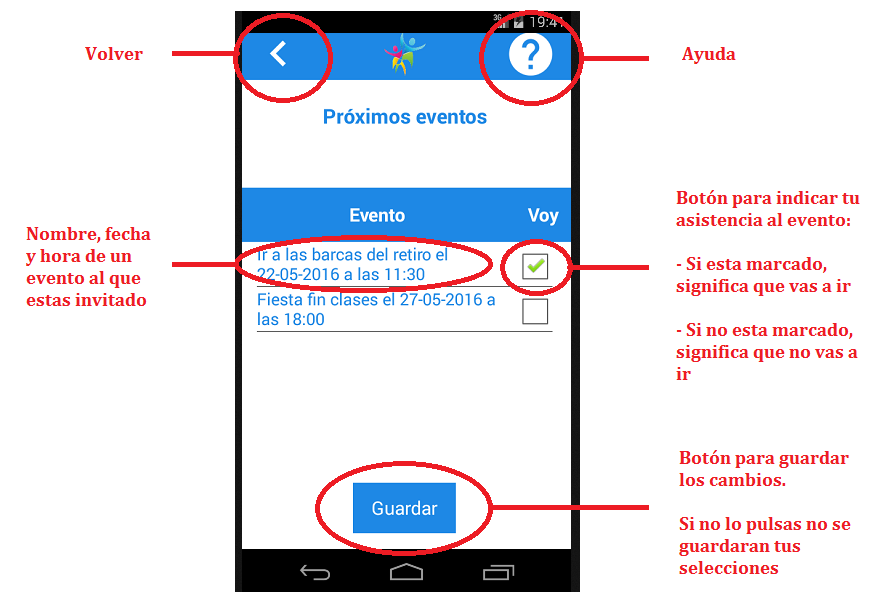 3G 19:41
Volver
?
Ayuda
Próximos eventos
Evento Voy
Ir a las barcas del retiro el
22-05-2016 a las 11:30
Fiesta fin clases el 27-05-2016 a
las 18:00
Guardar
Nombre, fecha
y hora de un
evento al que
estas invitado
Botón para indicar tu
asistencia al evento:
- Si esta marcado,
significa que vas a ir
- Si no esta marcado,
significa que no vas a
ir
Botón para guardar
los cambios.
Si no lo pulsas no se
guardaran tus
selecciones